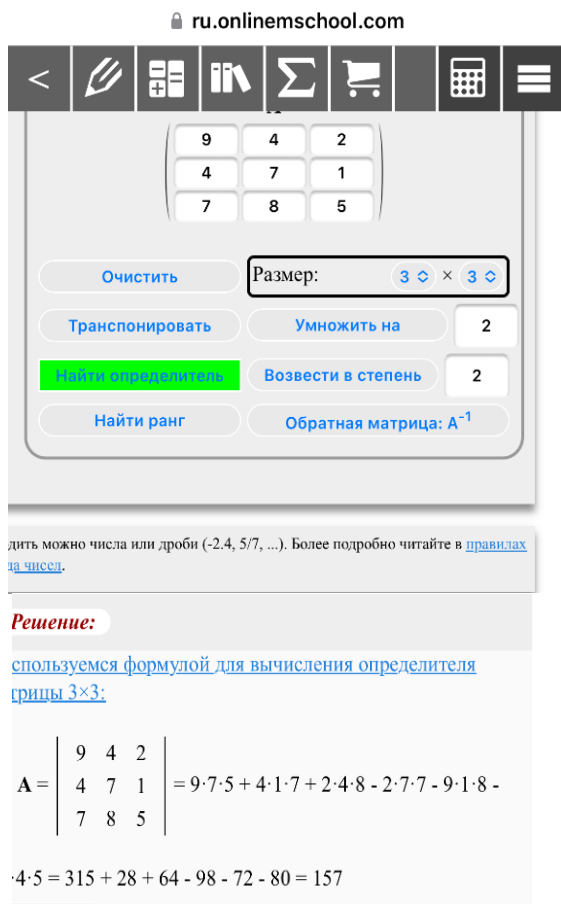 ru.onlinemschool.com
9 4 2
4 7 1
7 8 5
Очистить Размер: 3 × 3
Транспонировать Умножить на 2
Найти определитель Возвести в степень 2
Найти ранг Обратная матрица: A⁻¹
дить можно числа или дроби (-2.4, 5/7, ...). Более подробно читайте в правилах
да чисел.
Решение:
спользуемся формулой для вычисления определителя
трицы 3×3:
A = | 9 4 2 |
| 4 7 1 | = 9·7·5 + 4·1·7 + 2·4·8 - 2·7·7 - 9·1·8 -
| 7 8 5 |
·4·5 = 315 + 28 + 64 - 98 - 72 - 80 = 157